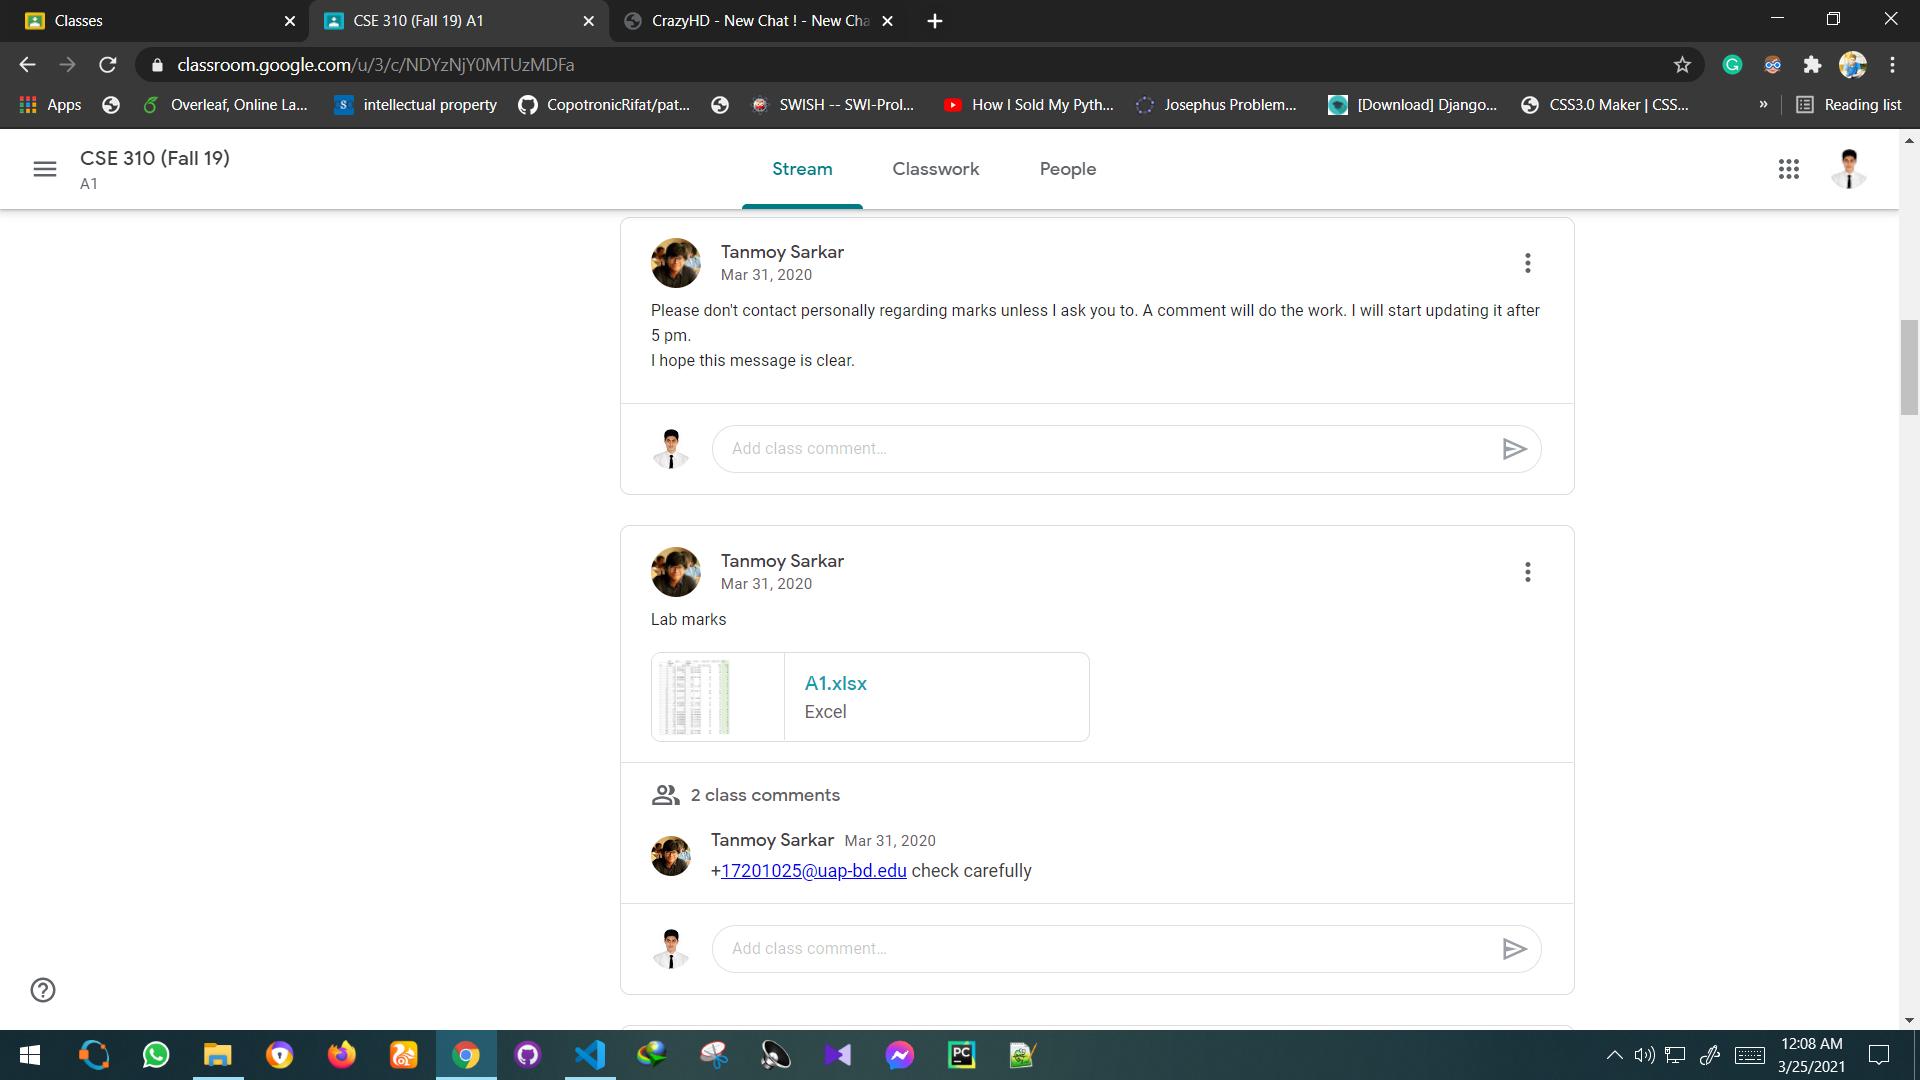 Classes
CSE 310 (Fall 19) A1
CrazyHD - New Chat ! - New Cha
classroom.google.com/u/3/c/NDYzNjY0MTUzMDFa
Apps
Overleaf, Online La...
intellectual property
CopotronicRifat/pat...
SWISH -- SWI-Prol...
How I Sold My Pyth...
Josephus Problem...
[Download] Django...
CSS3.0 Maker | CSS...
»
Reading list
CSE 310 (Fall 19)
A1
Stream
Classwork
People
Tanmoy Sarkar
Mar 31, 2020
Please don't contact personally regarding marks unless I ask you to. A comment will do the work. I will start updating it after
5 pm.
I hope this message is clear.
Add class comment...
Tanmoy Sarkar
Mar 31, 2020
Lab marks
A1.xlsx
Excel
2 class comments
Tanmoy Sarkar Mar 31, 2020
+17201025@uap-bd.edu check carefully
Add class comment...
12:08 AM
3/25/2021